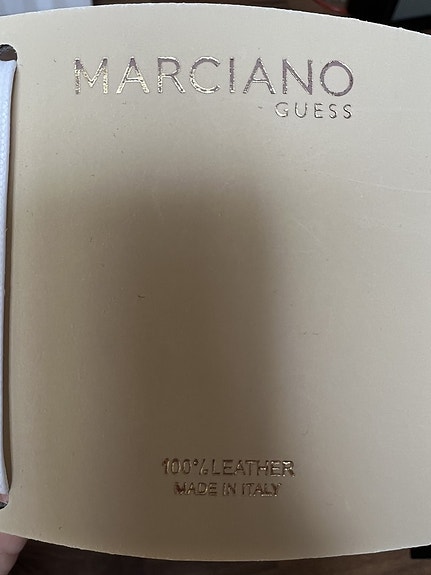 MARCIANO
GUESS
100% LEATHER
MADE IN ITALY